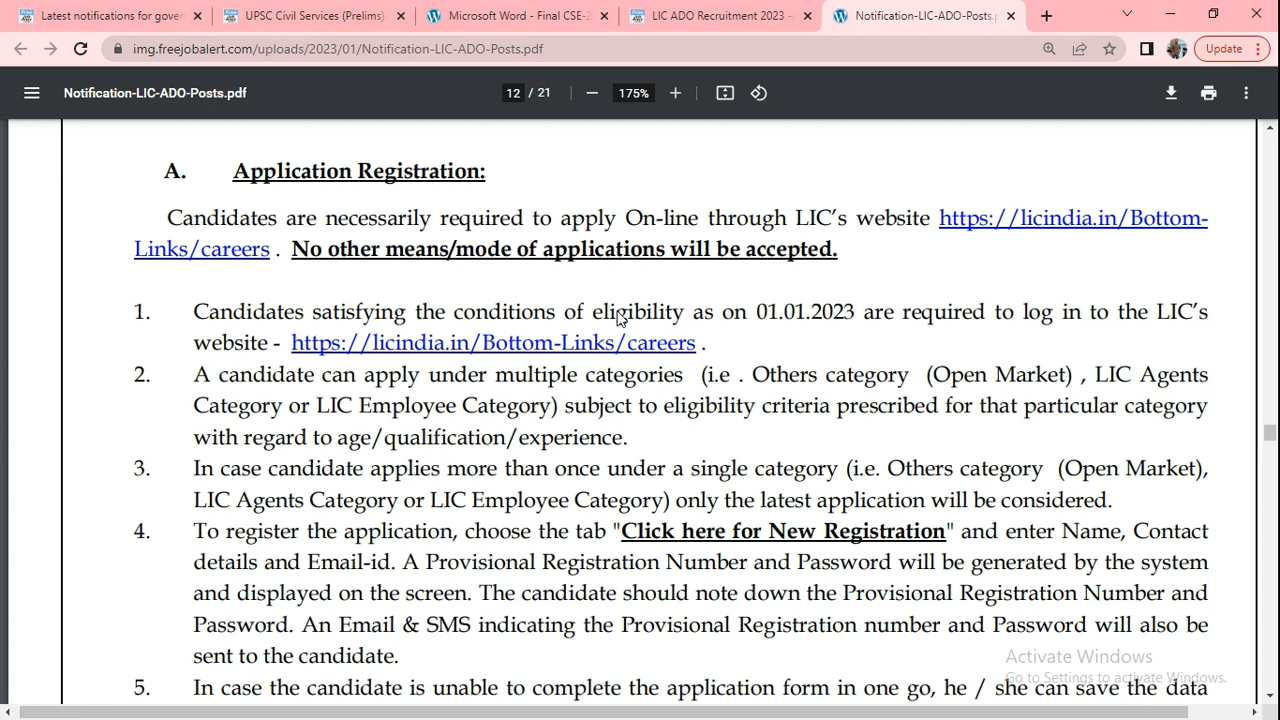 Latest notifications for gover
UPSC Civil Services (Prelims)
Microsoft Word - Final CSE-2
LIC ADO Recruitment 2023 -
Notification-LIC-ADO-Posts.p
img.freejobalert.com/uploads/2023/01/Notification-LIC-ADO-Posts.pdf
Update
Notification-LIC-ADO-Posts.pdf
12 / 21
175%
A. Application Registration:
Candidates are necessarily required to apply On-line through LIC's website https://licindia.in/Bottom-
Links/careers . No other means/mode of applications will be accepted.
1. Candidates satisfying the conditions of eligibility as on 01.01.2023 are required to log in to the LIC's
website - https://licindia.in/Bottom-Links/careers .
2. A candidate can apply under multiple categories (i.e . Others category (Open Market) , LIC Agents
Category or LIC Employee Category) subject to eligibility criteria prescribed for that particular category
with regard to age/qualification/experience.
3. In case candidate applies more than once under a single category (i.e. Others category (Open Market),
LIC Agents Category or LIC Employee Category) only the latest application will be considered.
4. To register the application, choose the tab "Click here for New Registration" and enter Name, Contact
details and Email-id. A Provisional Registration Number and Password will be generated by the system
and displayed on the screen. The candidate should note down the Provisional Registration Number and
Password. An Email & SMS indicating the Provisional Registration number and Password will also be
sent to the candidate.
5. In case the candidate is unable to complete the application form in one go, he / she can save the data
Activate Windows
Go to Settings to activate Windows.